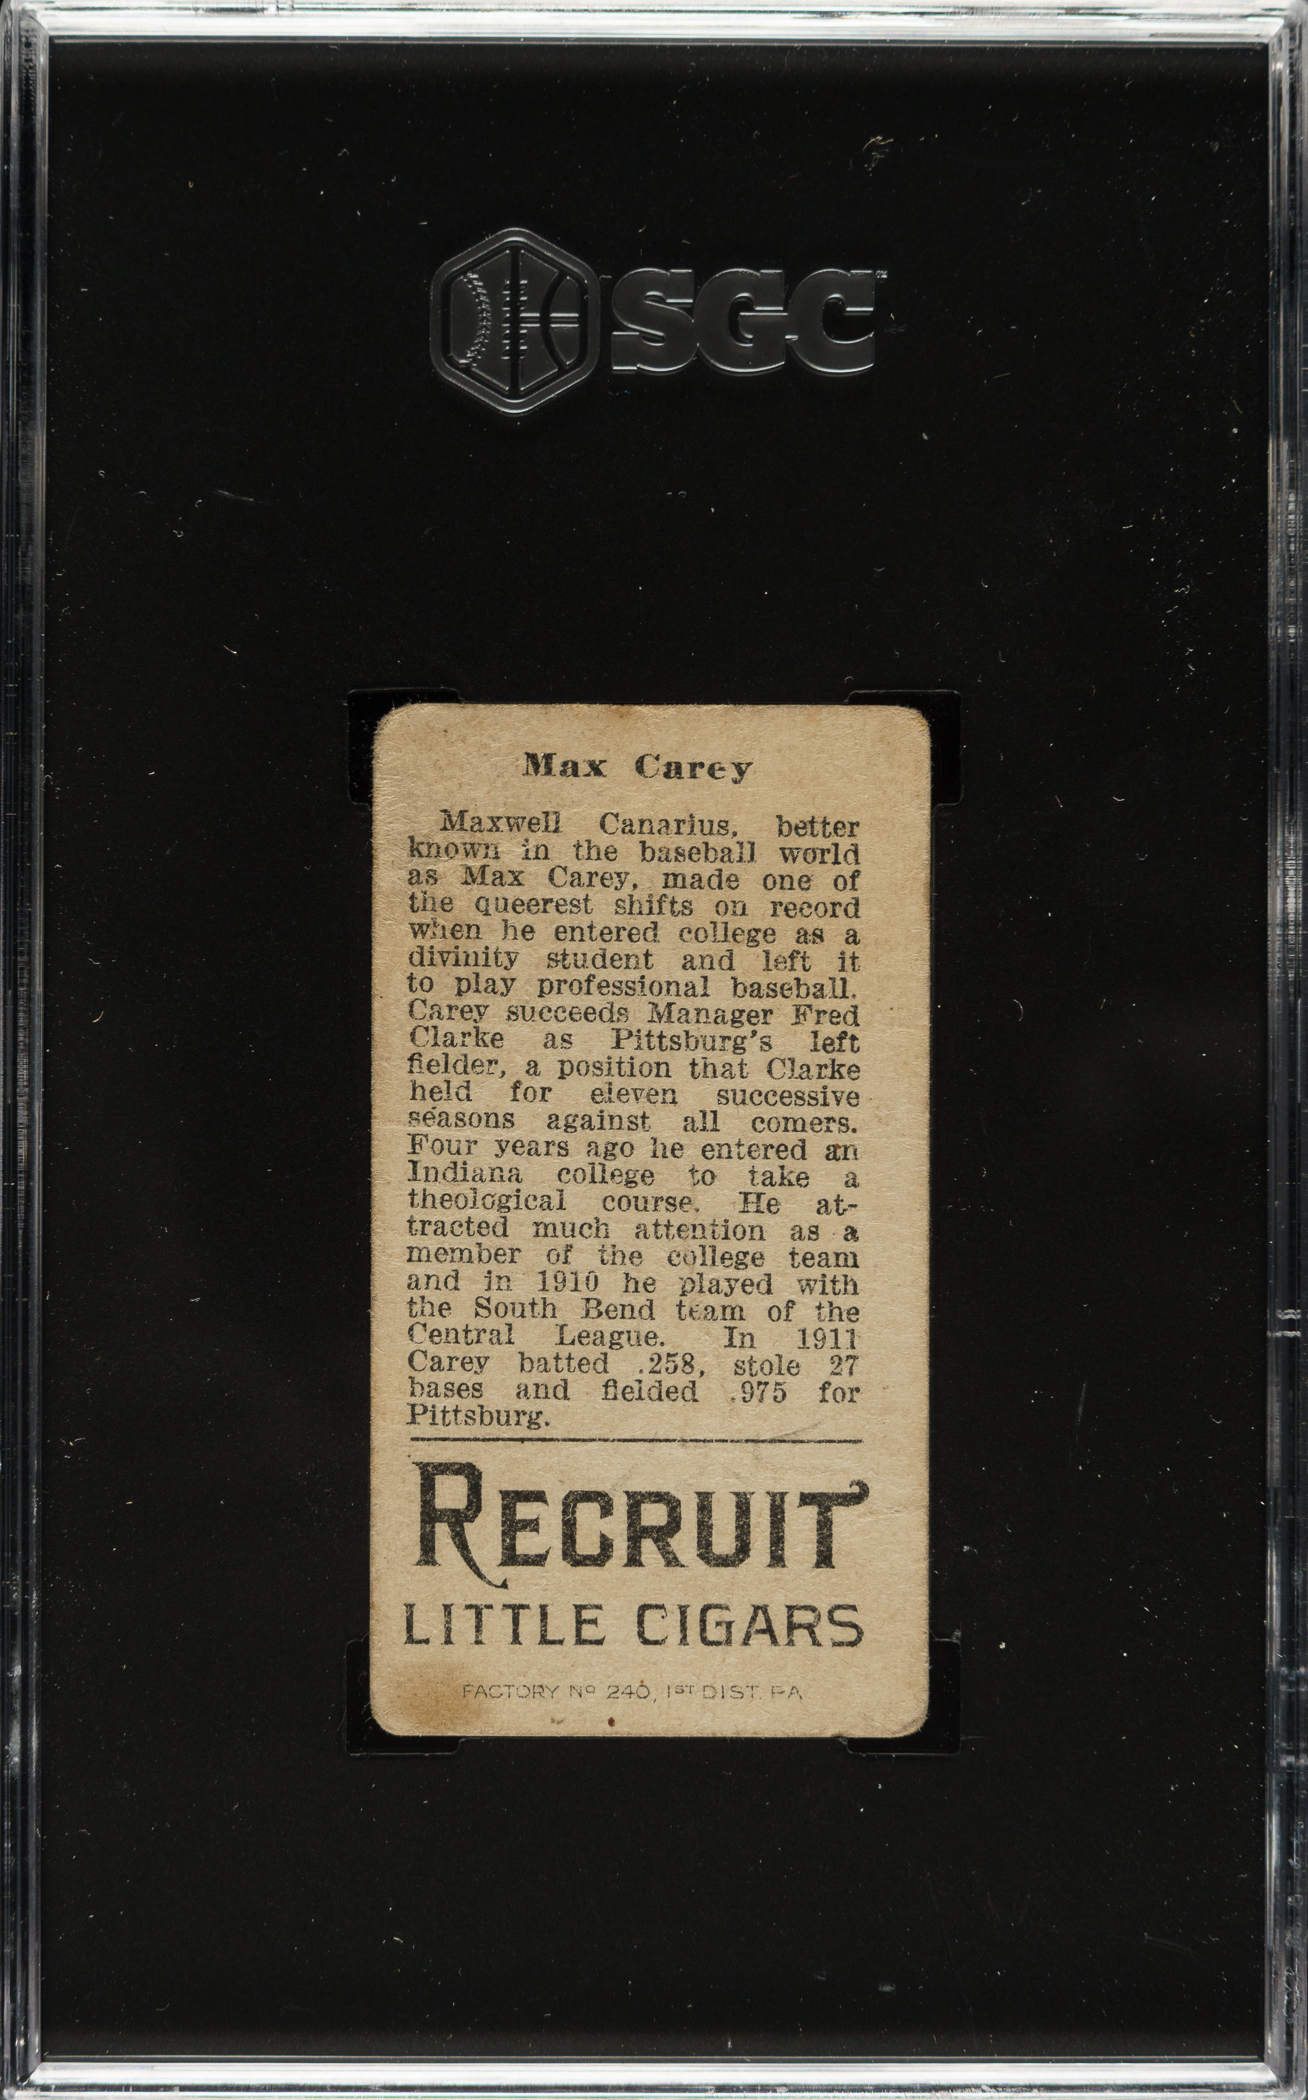 SGC™
Max Carey
Maxwell Canarius, better
known in the baseball world
as Max Carey, made one of
the queerest shifts on record
when he entered college as a
divinity student and left it
to play professional baseball.
Carey succeeds Manager Fred
Clarke as Pittsburg's left
fielder, a position that Clarke
held for eleven successive
seasons against all comers.
Four years ago he entered an
Indiana college to take a
theological course. He at-
tracted much attention as a
member of the college team
and in 1910 he played with
the South Bend team of the
Central League. In 1911
Carey batted .258, stole 27
bases and fielded .975 for
Pittsburg.
RECRUIT
LITTLE CIGARS
FACTORY Nº 240, 1ST DIST. PA